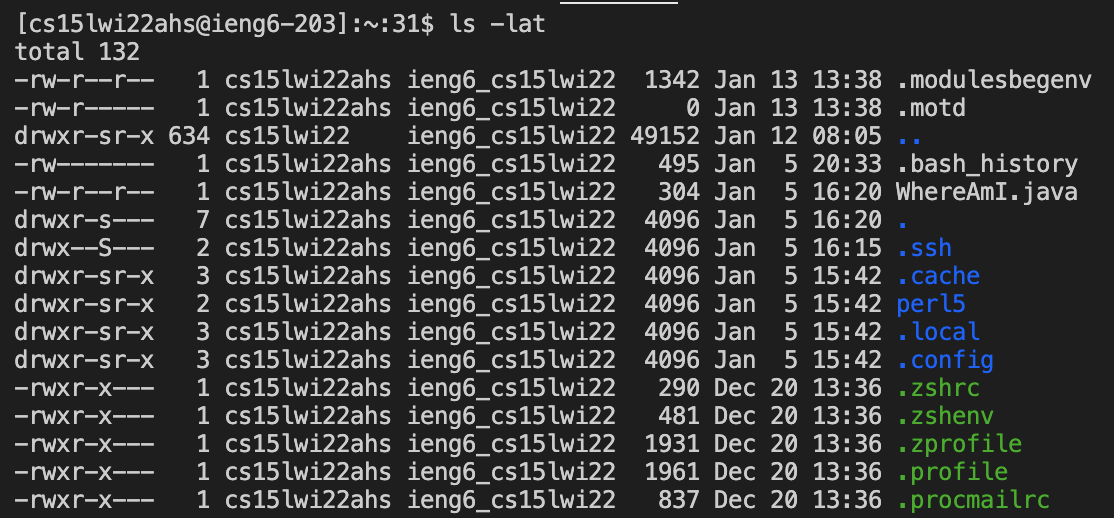 [cs15lwi22ahs@ieng6-203]:~:31$ ls -lat
total 132
-rw-r--r--   1 cs15lwi22ahs ieng6_cs15lwi22  1342 Jan 13 13:38 .modulesbegenv
-rw-r-----   1 cs15lwi22ahs ieng6_cs15lwi22     0 Jan 13 13:38 .motd
drwxr-sr-x 634 cs15lwi22    ieng6_cs15lwi22 49152 Jan 12 08:05 ..
-rw-------   1 cs15lwi22ahs ieng6_cs15lwi22   495 Jan  5 20:33 .bash_history
-rw-r--r--   1 cs15lwi22ahs ieng6_cs15lwi22   304 Jan  5 16:20 WhereAmI.java
drwxr-s---   7 cs15lwi22ahs ieng6_cs15lwi22  4096 Jan  5 16:20 .
drwx--S---   2 cs15lwi22ahs ieng6_cs15lwi22  4096 Jan  5 16:15 .ssh
drwxr-sr-x   3 cs15lwi22ahs ieng6_cs15lwi22  4096 Jan  5 15:42 .cache
drwxr-sr-x   2 cs15lwi22ahs ieng6_cs15lwi22  4096 Jan  5 15:42 perl5
drwxr-sr-x   3 cs15lwi22ahs ieng6_cs15lwi22  4096 Jan  5 15:42 .local
drwxr-sr-x   3 cs15lwi22ahs ieng6_cs15lwi22  4096 Jan  5 15:42 .config
-rwxr-x---   1 cs15lwi22ahs ieng6_cs15lwi22   290 Dec 20 13:36 .zshrc
-rwxr-x---   1 cs15lwi22ahs ieng6_cs15lwi22   481 Dec 20 13:36 .zshenv
-rwxr-x---   1 cs15lwi22ahs ieng6_cs15lwi22  1931 Dec 20 13:36 .zprofile
-rwxr-x---   1 cs15lwi22ahs ieng6_cs15lwi22  1961 Dec 20 13:36 .profile
-rwxr-x---   1 cs15lwi22ahs ieng6_cs15lwi22   837 Dec 20 13:36 .procmailrc